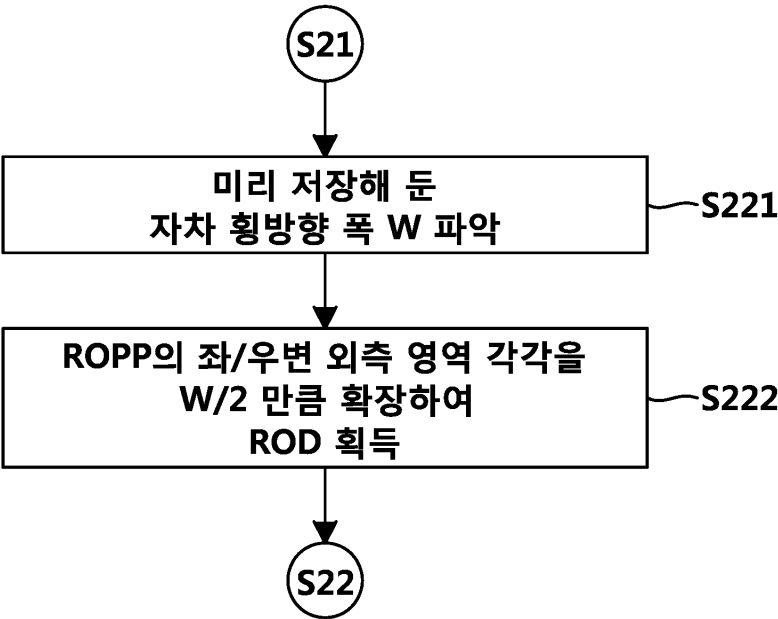 S21
미리 저장해 둔
자차 횡방향 폭 W 파악
S221
ROPP의 좌/우변 외측 영역 각각을
W/2 만큼 확장하여
ROD 획득
S222
S22